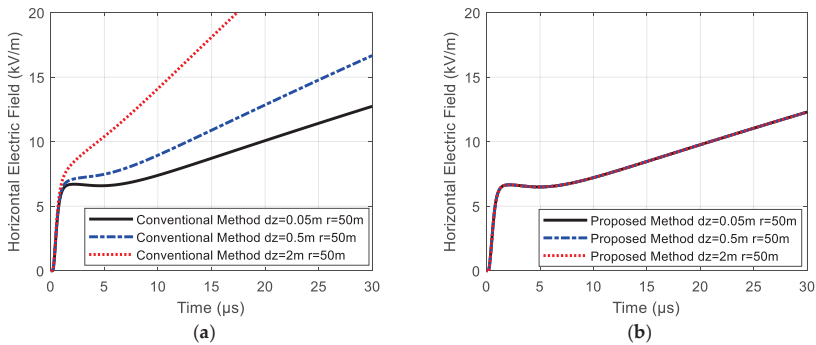 20
15
10
5
0
Horizontal Electric Field (kV/m)
Conventional Method dz=0.05m r=50m
Conventional Method dz=0.5m r=50m
Conventional Method dz=2m r=50m
0 5 10 15 20 25 30
Time (μs)
(a)
20
15
10
5
0
Horizontal Electric Field (kV/m)
Proposed Method dz=0.05m r=50m
Proposed Method dz=0.5m r=50m
Proposed Method dz=2m r=50m
0 5 10 15 20 25 30
Time (μs)
(b)